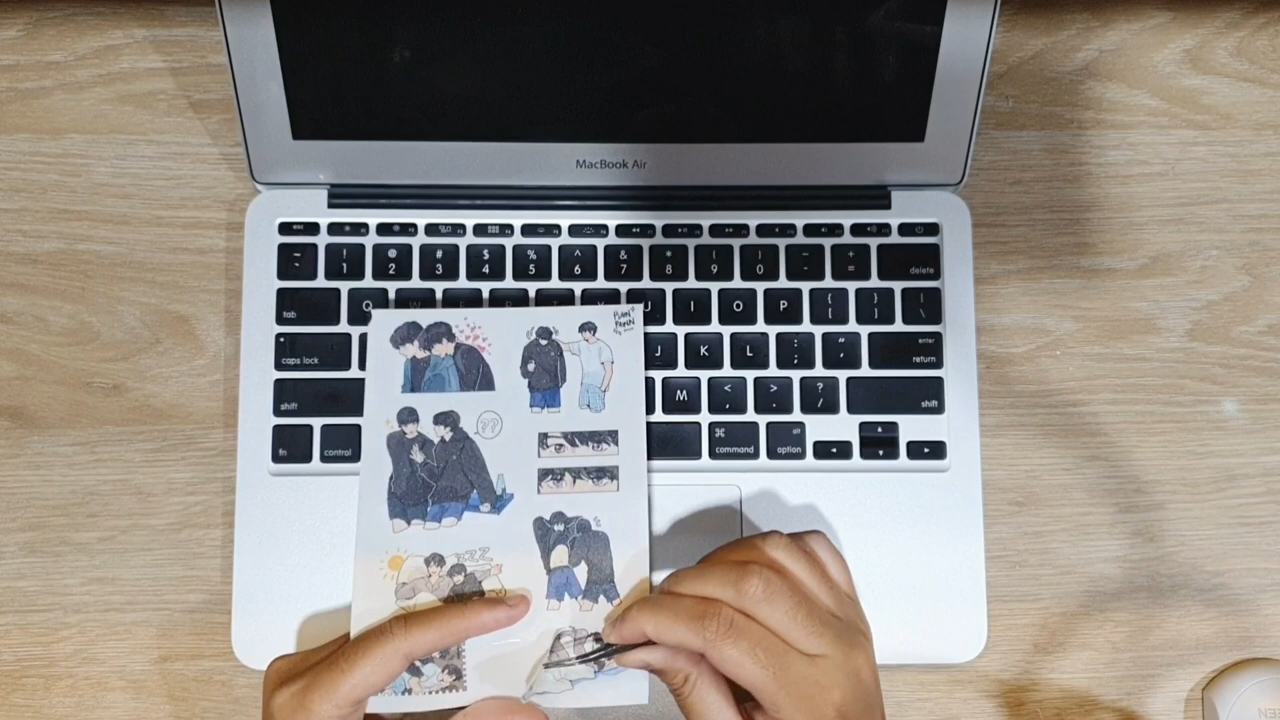 MacBook Air
esc
~ ! @ # $ % ^ & * ( ) _ +
` 1 2 3 4 5 6 7 8 9 0 - = delete
tab Q W E R T Y U I O P { } |
[ ] \
caps lock J K L : " enter
; ' return
shift M < > ? shift
, . /
fn control ⌘ alt
command option
??
ZZZ